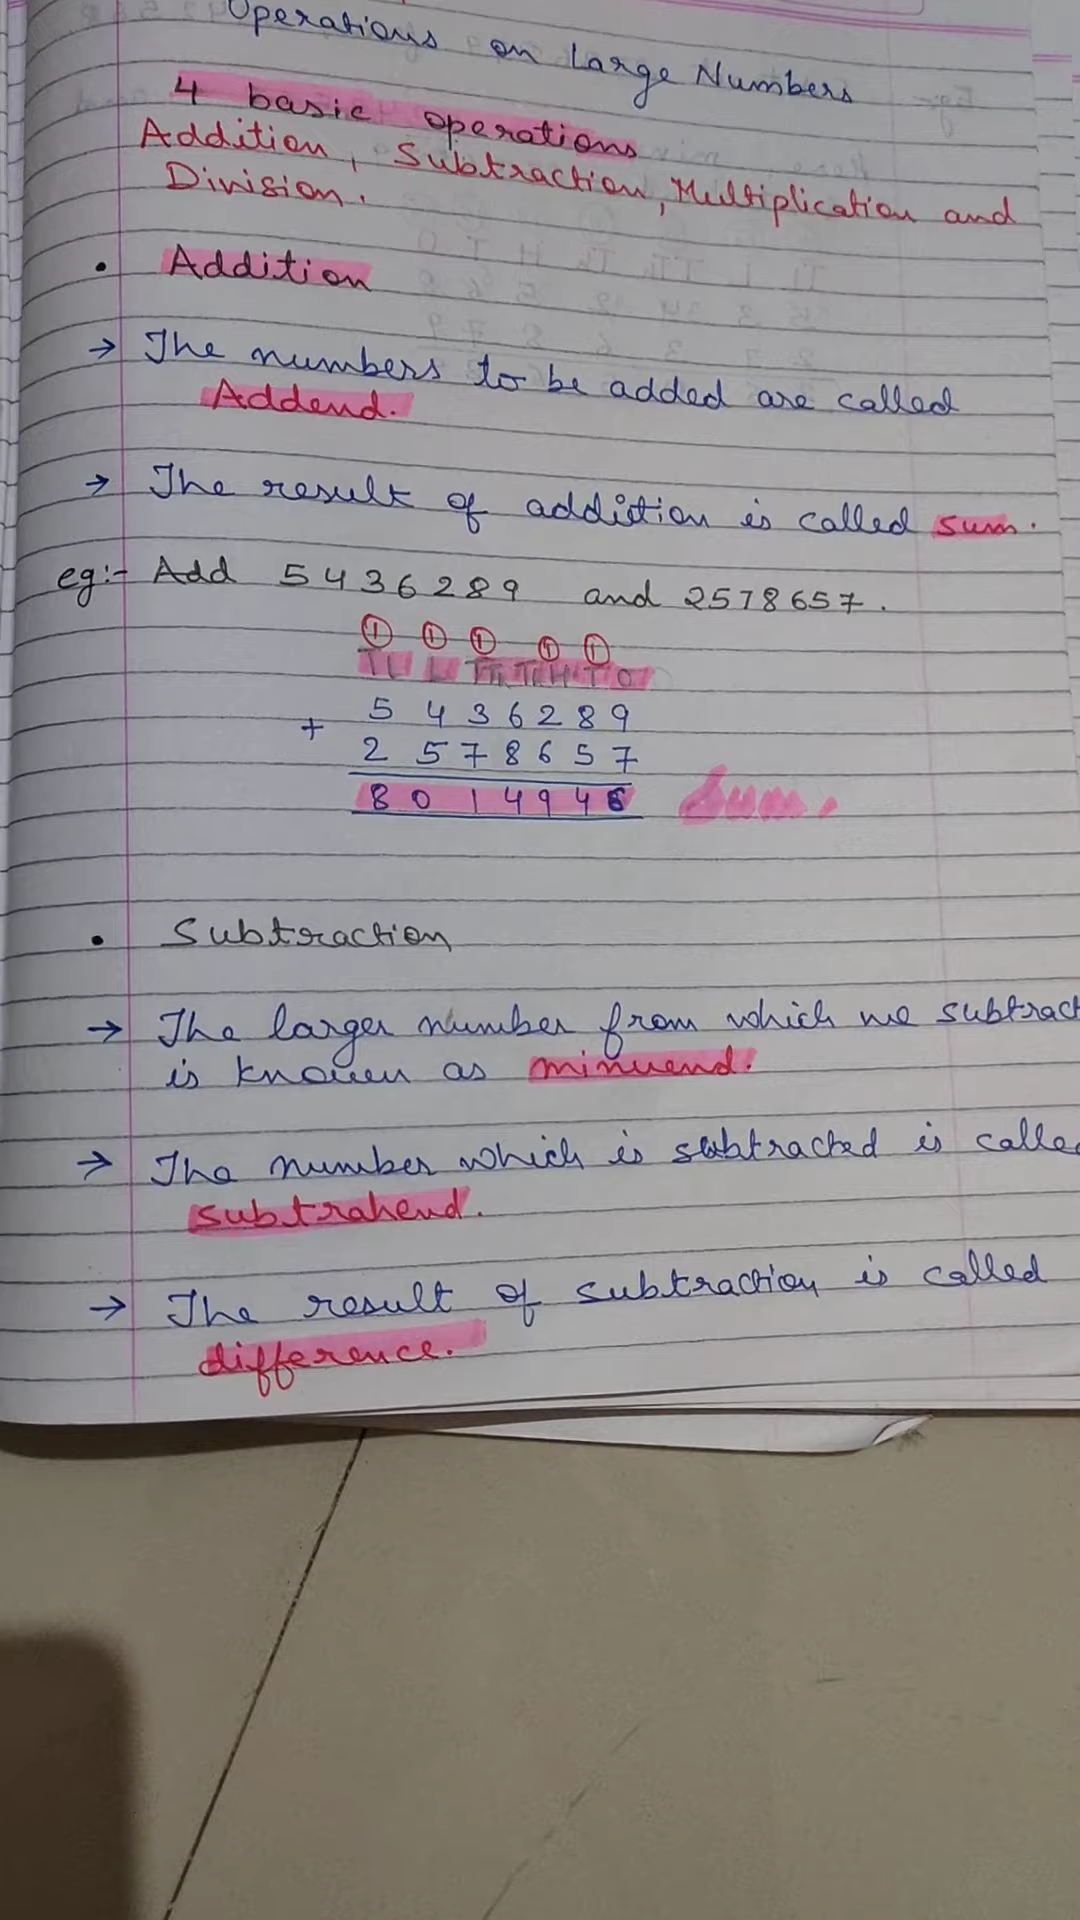 Operations on Large Numbers
4 basic operations
Addition, Subtraction, Multiplication and
Division.
• Addition
→ The numbers to be added are called
Addend.
→ The result of addition is called sum.
eg:- Add 5436289 and 2578657.
1 1 1 1 1
TL L TTh Th H T O
5 4 3 6 2 8 9
+
2 5 7 8 6 5 7
8 0 1 4 9 4 6 Sum.
• Subtraction
→ The larger number from which we subtract
is known as minuend.
→ The number which is subtracted is calle
subtrahend.
→ The result of subtraction is called
difference.